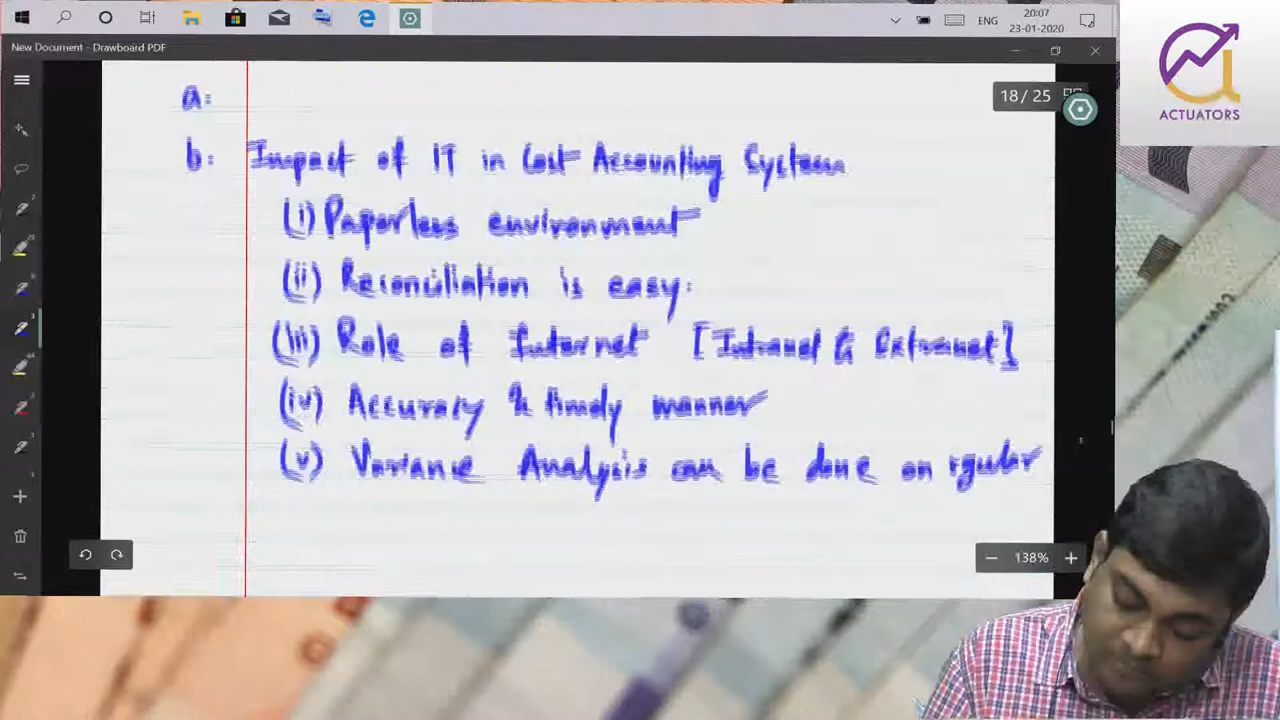 20:07
ENG
23-01-2020
New Document - Drawboard PDF
18 / 25
ACTUATORS
a:
b: Impact of IT in Cost Accounting System
(i) Paperless environment
(ii) Reconciliation is easy.
(iii) Role of Internet [Intranet & Extranet]
(iv) Accuracy & timely manner
(v) Variance Analysis can be done on rgular
138%